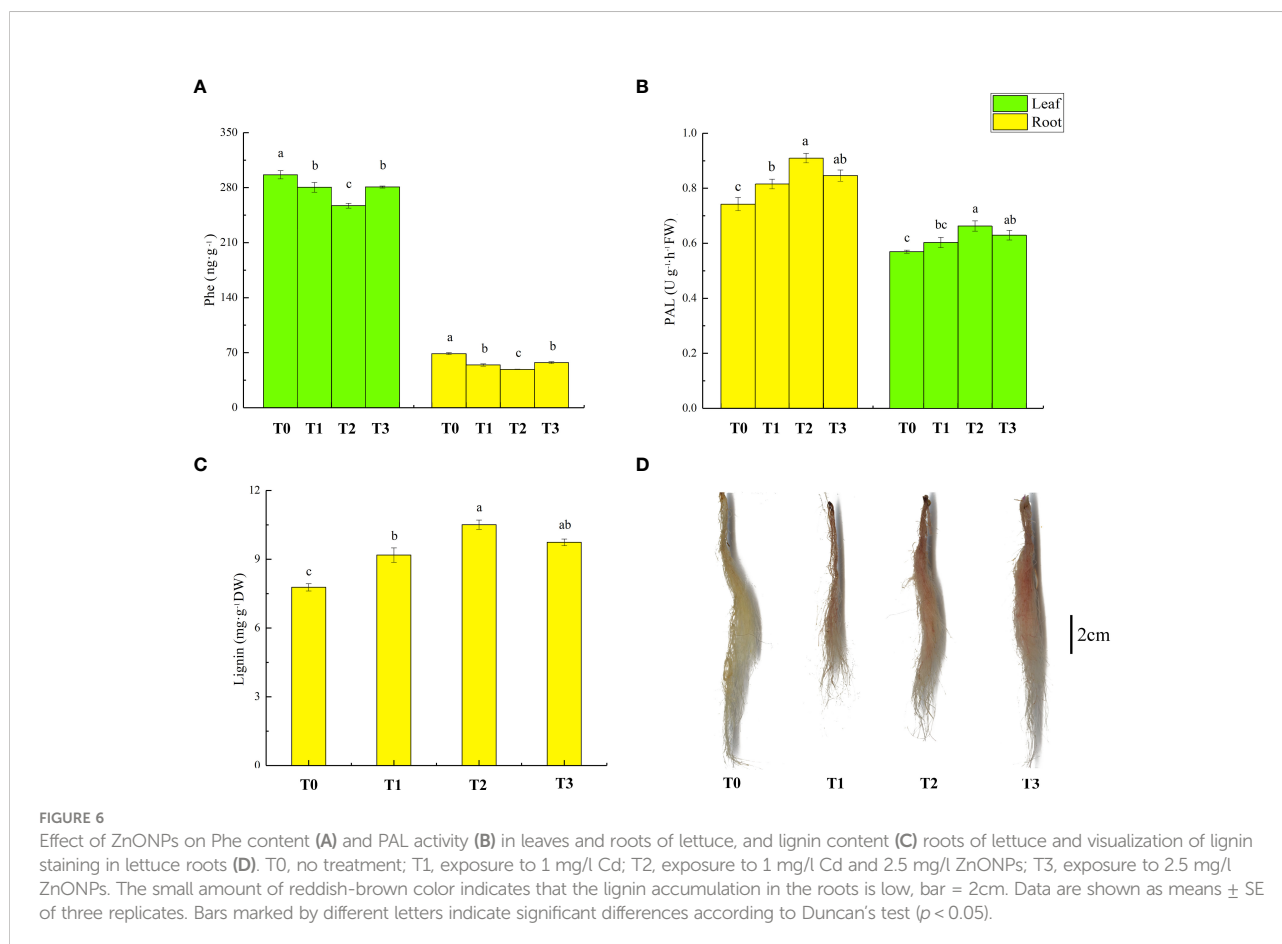 A
Phe ( ng·g⁻¹)
350
280
210
140
70
0
a
b
c
b
a
b
c
b
T0 T1 T2 T3
T0 T1 T2 T3
B
Leaf
Root
PAL (U g⁻¹·h⁻¹FW)
1.0
0.8
0.6
0.4
0.2
0.0
c
b
a
ab
c
bc
a
ab
T0 T1 T2 T3
T0 T1 T2 T3
C
Lignin (mg·g⁻¹DW)
12
9
6
3
0
c
b
a
ab
T0 T1 T2 T3
D
2cm
T0 T1 T2 T3
FIGURE 6
Effect of ZnONPs on Phe content (A) and PAL activity (B) in leaves and roots of lettuce, and lignin content (C) roots of lettuce and visualization of lignin
staining in lettuce roots (D). T0, no treatment; T1, exposure to 1 mg/l Cd; T2, exposure to 1 mg/l Cd and 2.5 mg/l ZnONPs; T3, exposure to 2.5 mg/l
ZnONPs. The small amount of reddish-brown color indicates that the lignin accumulation in the roots is low, bar = 2cm. Data are shown as means ± SE
of three replicates. Bars marked by different letters indicate significant differences according to Duncan's test (p < 0.05).